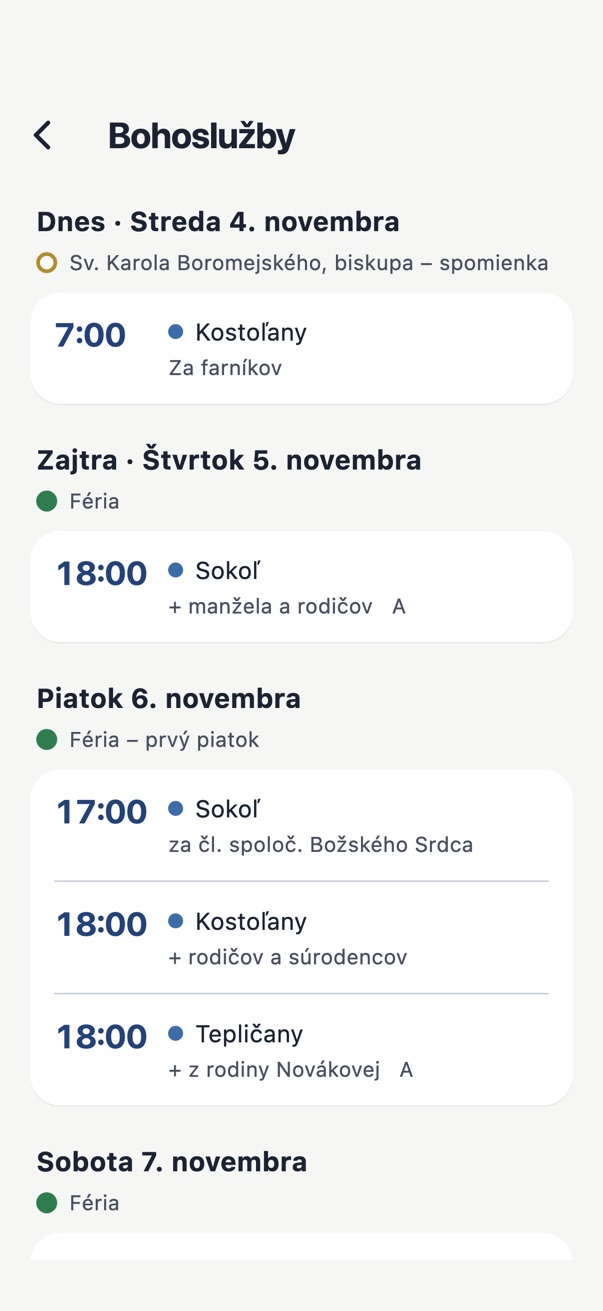 Bohoslužby
Dnes · Streda 4. novembra
Sv. Karola Boromejského, biskupa – spomienka
7:00 Kostoľany
Za farníkov
Zajtra · Štvrtok 5. novembra
Féria
18:00 Sokoľ
+ manžela a rodičov A
Piatok 6. novembra
Féria – prvý piatok
17:00 Sokoľ
za čl. spoloč. Božského Srdca
18:00 Kostoľany
+ rodičov a súrodencov
18:00 Tepličany
+ z rodiny Novákovej A
Sobota 7. novembra
Féria